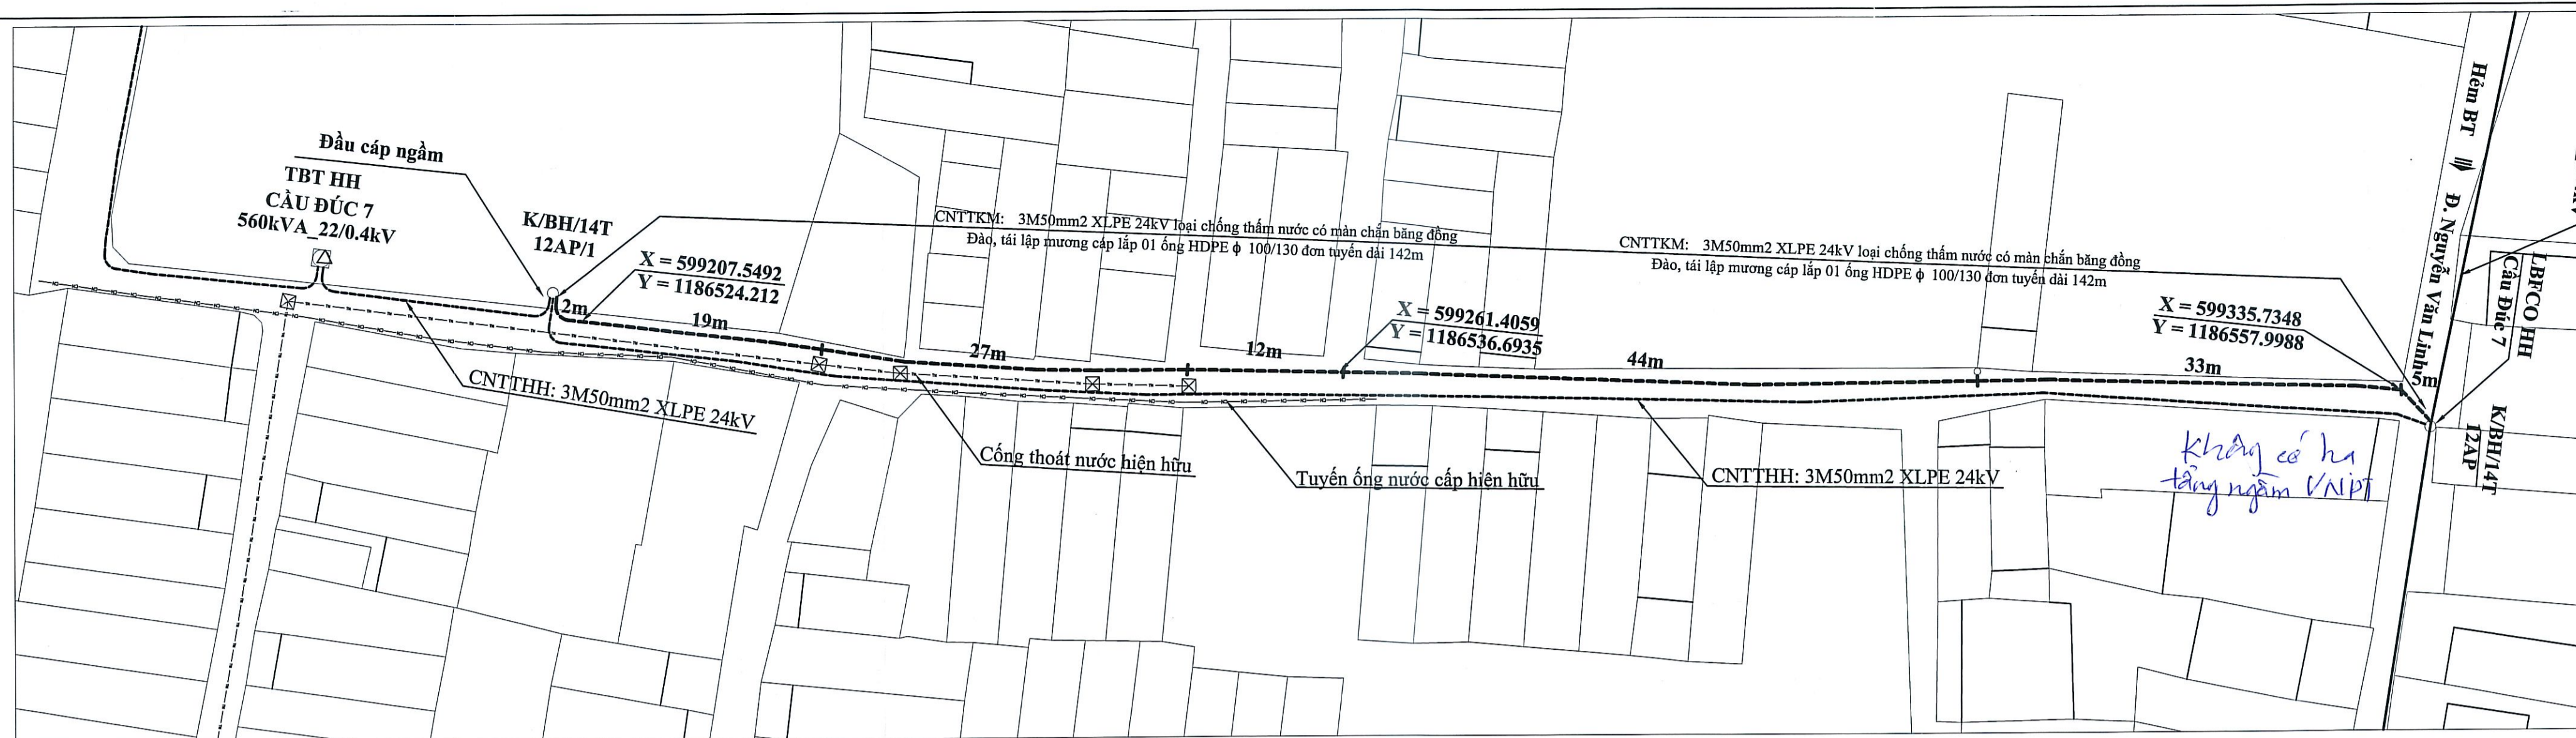 Đầu cáp ngầm
TBT HH
CẦU ĐÚC 7
560kVA_22/0.4kV
K/BH/14T
12AP/1
X = 599207.5492
Y = 1186524.212
2m
19m
CNTTKM: 3M50mm2 XLPE 24kV loại chống thấm nước có màn chắn băng đồng
Đào, tái lập mương cáp lắp 01 ống HDPE ϕ 100/130 đơn tuyến dài 142m
27m
12m
X = 599261.4059
Y = 1186536.6935
CNTTKM: 3M50mm2 XLPE 24kV loại chống thấm nước có màn chắn băng đồng
Đào, tái lập mương cáp lắp 01 ống HDPE ϕ 100/130 đơn tuyến dài 142m
44m
X = 599335.7348
Y = 1186557.9988
33m
5m
Hẻm BT
Đ. Nguyễn Văn Linh
LBFCO HH
Cầu Đúc 7
K/BH/14T
12AP
CNTTHH: 3M50mm2 XLPE 24kV
Cống thoát nước hiện hữu
Tuyến ống nước cấp hiện hữu
CNTTHH: 3M50mm2 XLPE 24kV
Không có hạ
tầng ngầm VNPT